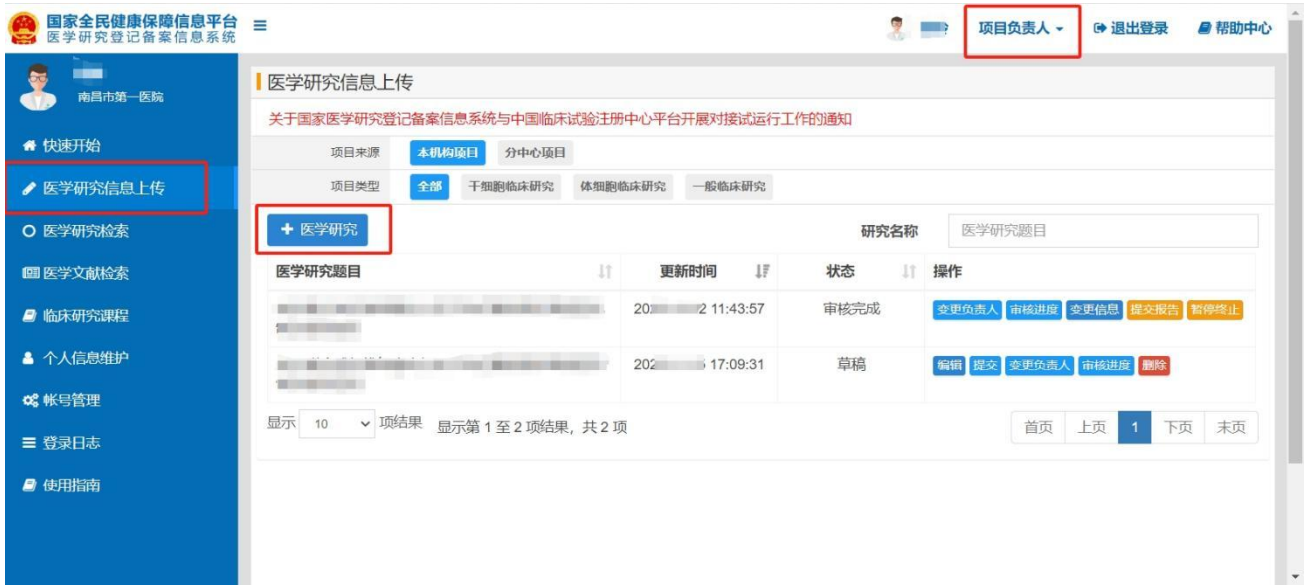 国家全民健康保障信息平台
医学研究登记备案信息系统
项目负责人
退出登录
帮助中心
南昌市第一医院
快速开始
医学研究信息上传
医学研究检索
医学文献检索
临床研究课程
个人信息维护
帐号管理
登录日志
使用指南
医学研究信息上传
关于国家医学研究登记备案信息系统与中国临床试验注册中心平台开展对接试运行工作的通知
项目来源 本机构项目 分中心项目
项目类型 全部 干细胞临床研究 体细胞临床研究 一般临床研究
+ 医学研究 研究名称 医学研究题目
医学研究题目 更新时间 状态 操作
11:43:57 审核完成 变更负责人 审核进度 变更信息 提交报告 暂停终止
17:09:31 草稿 编辑 提交 变更负责人 审核进度 删除
显示 10 项结果 显示第 1 至 2 项结果，共 2 项 首页 上页 1 下页 末页